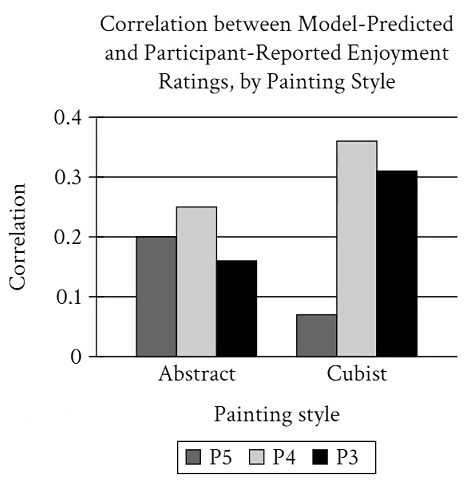 Correlation between Model-Predicted
and Participant-Reported Enjoyment
Ratings, by Painting Style
Correlation
0.4
0.3
0.2
0.1
0
Abstract Cubist
Painting style
P5 P4 P3